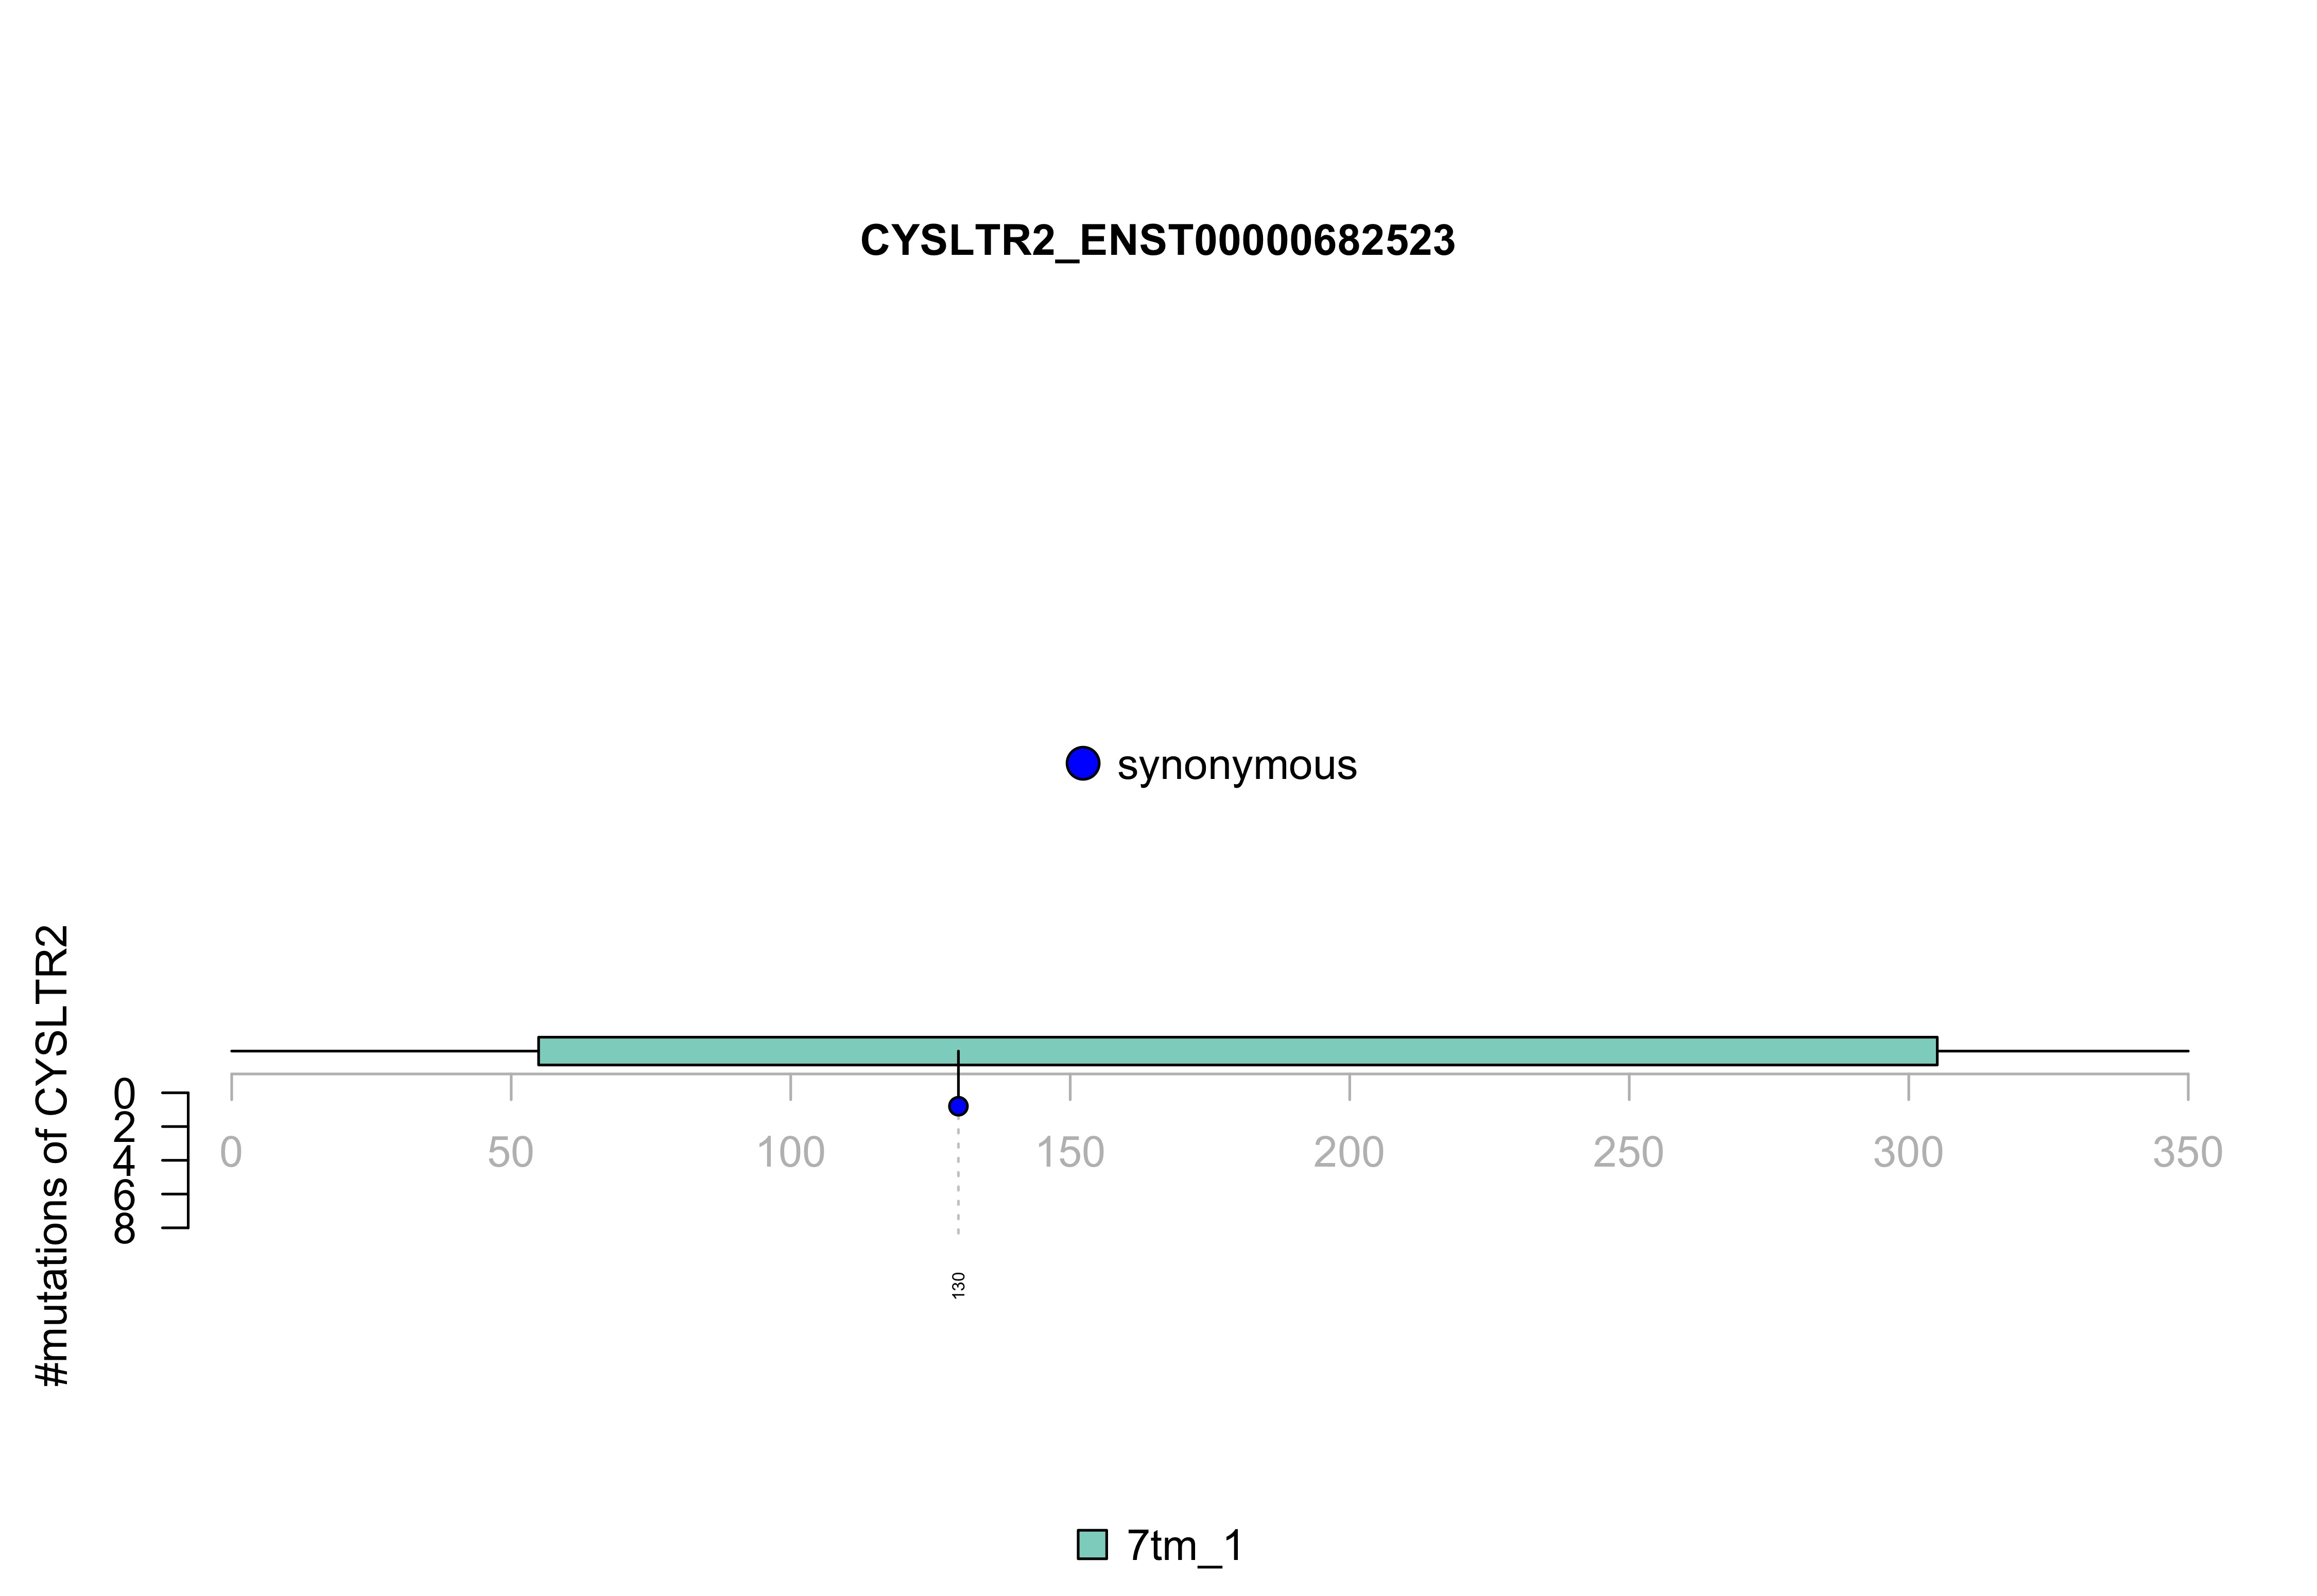 CYSLTR2_ENST00000682523
synonymous
#mutations of CYSLTR2
0
2
4
6
8
0 50 100 150 200 250 300 350
130
7tm_1